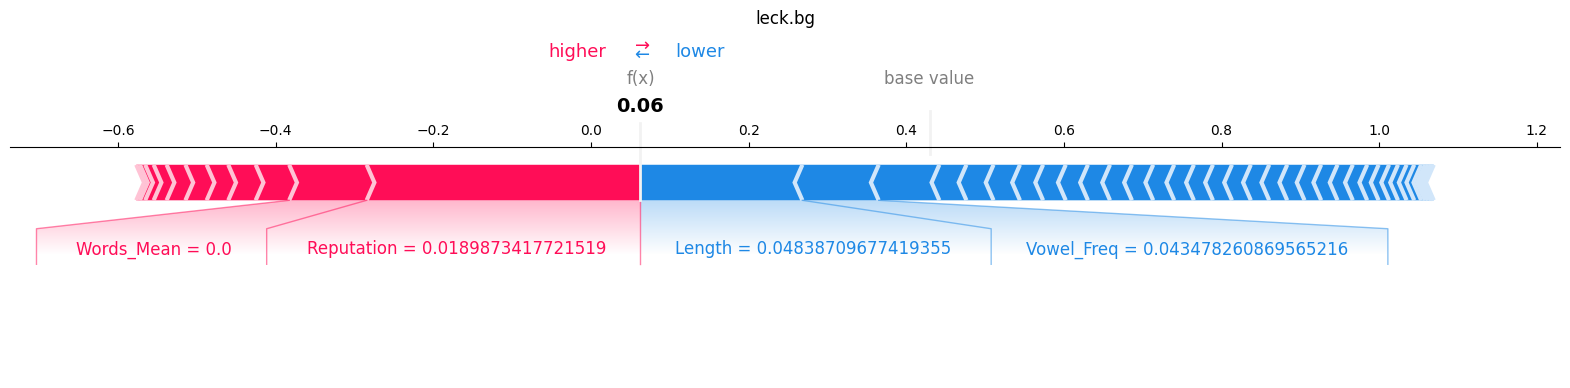 leck.bg
higher ⇄ lower
f(x) base value
0.06
−0.6 −0.4 −0.2 0.0 0.2 0.4 0.6 0.8 1.0 1.2
Words_Mean = 0.0 Reputation = 0.0189873417721519 Length = 0.04838709677419355 Vowel_Freq = 0.043478260869565216